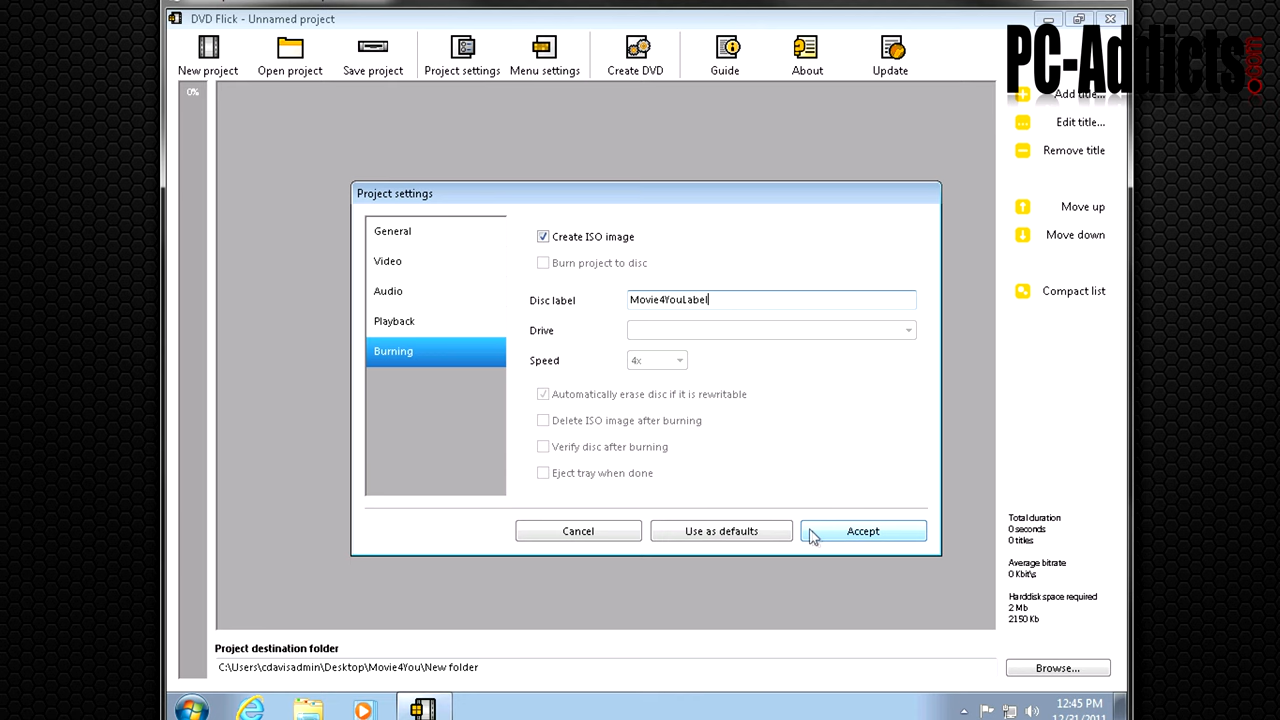 DVD Flick - Unnamed project
New project
Open project
Save project
Project settings
Menu settings
Create DVD
Guide
About
Update
PC-Addicts
0%
Add title...
Edit title...
Remove title
Move up
Move down
Compact list
Project settings
General
Video
Audio
Playback
Burning
Create ISO image
Burn project to disc
Disc label
Movie4YouLabel
Drive
Speed
4x
Automatically erase disc if it is rewritable
Delete ISO image after burning
Verify disc after burning
Eject tray when done
Cancel
Use as defaults
Accept
Total duration
0 seconds
0 titles
Average bitrate
0 Kbit\s
Harddisk space required
2 Mb
2150 Kb
Project destination folder
C:\Users\cdavisadmin\Desktop\Movie4You\New folder
Browse...
12:45 PM
12/31/2011